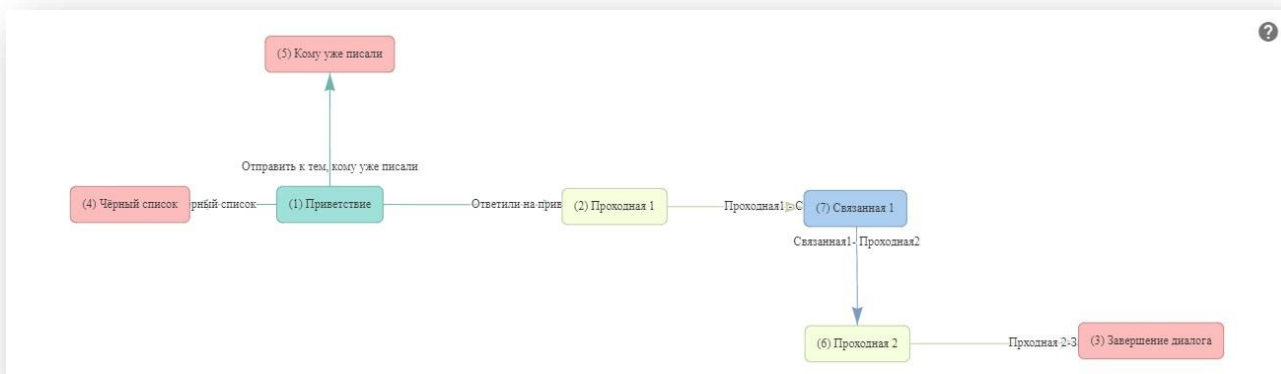 ?
(5) Кому уже писали
Отправить к тем, кому уже писали
(4) Чёрный список
рный список
(1) Приветствие
Ответили на прив
(2) Проходная 1
Проходная1 - С
(7) Связанная 1
Связанная1- Проходная2
(6) Проходная 2
Прходная 2-3
(3) Завершение диалога